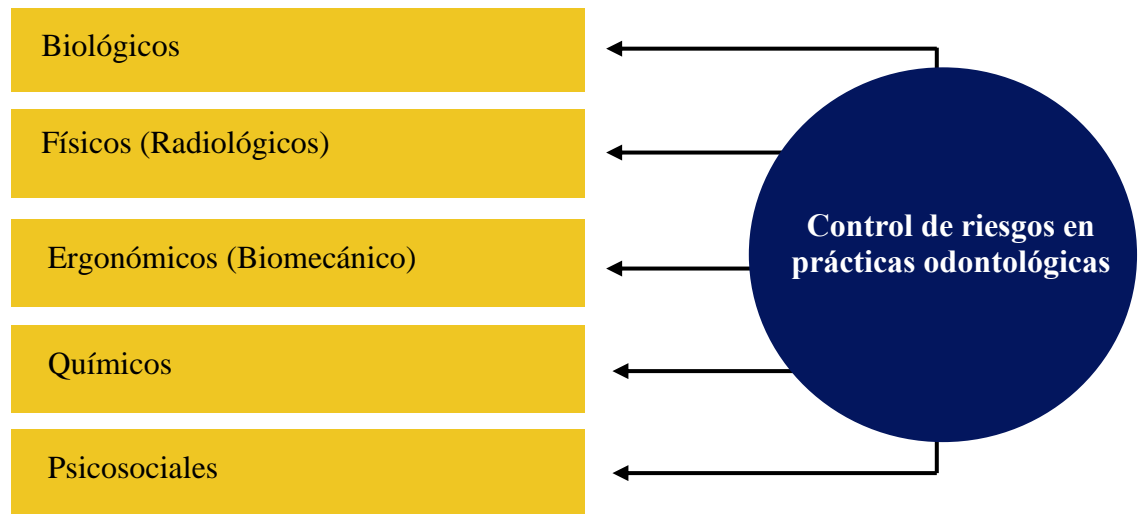 Biológicos
Físicos (Radiológicos)
Ergonómicos (Biomecánico)
Químicos
Psicosociales
Control de riesgos en
prácticas odontológicas